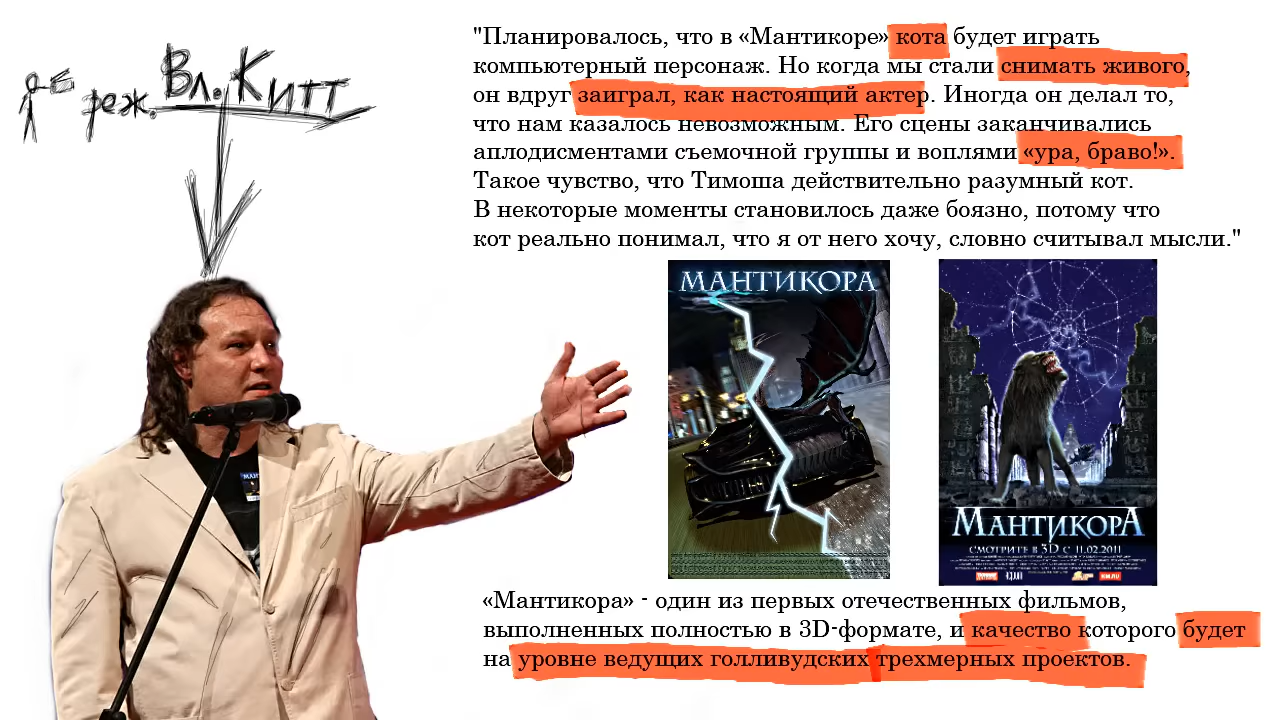 реж. Вл. Китт
"Планировалось, что в «Мантикоре» кота будет играть
компьютерный персонаж. Но когда мы стали снимать живого,
он вдруг заиграл, как настоящий актер. Иногда он делал то,
что нам казалось невозможным. Его сцены заканчивались
аплодисментами съемочной группы и воплями «ура, браво!».
Такое чувство, что Тимоша действительно разумный кот.
В некоторые моменты становилось даже боязно, потому что
кот реально понимал, что я от него хочу, словно считывал мысли."
МАНТИКОРА
МАНТИКОРА
СМОТРИТЕ В 3D С 11.02.2011
«Мантикора» - один из первых отечественных фильмов,
выполненных полностью в 3D-формате, и качество которого будет
на уровне ведущих голливудских трехмерных проектов.